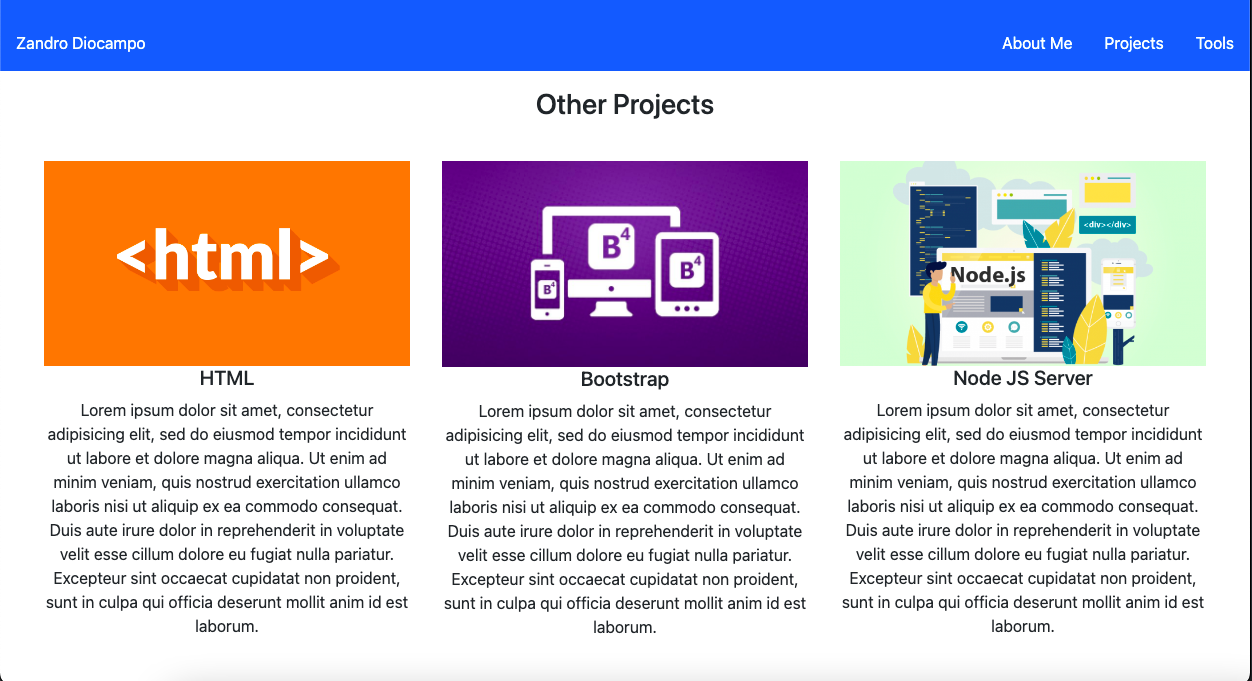 Zandro Diocampo
About Me
Projects
Tools
Other Projects
<html>
B4
B4
B4
<div></div>
Node.js
HTML
Lorem ipsum dolor sit amet, consectetur
adipisicing elit, sed do eiusmod tempor incididunt
ut labore et dolore magna aliqua. Ut enim ad
minim veniam, quis nostrud exercitation ullamco
laboris nisi ut aliquip ex ea commodo consequat.
Duis aute irure dolor in reprehenderit in voluptate
velit esse cillum dolore eu fugiat nulla pariatur.
Excepteur sint occaecat cupidatat non proident,
sunt in culpa qui officia deserunt mollit anim id est
laborum.
Bootstrap
Lorem ipsum dolor sit amet, consectetur
adipisicing elit, sed do eiusmod tempor incididunt
ut labore et dolore magna aliqua. Ut enim ad
minim veniam, quis nostrud exercitation ullamco
laboris nisi ut aliquip ex ea commodo consequat.
Duis aute irure dolor in reprehenderit in voluptate
velit esse cillum dolore eu fugiat nulla pariatur.
Excepteur sint occaecat cupidatat non proident,
sunt in culpa qui officia deserunt mollit anim id est
laborum.
Node JS Server
Lorem ipsum dolor sit amet, consectetur
adipisicing elit, sed do eiusmod tempor incididunt
ut labore et dolore magna aliqua. Ut enim ad
minim veniam, quis nostrud exercitation ullamco
laboris nisi ut aliquip ex ea commodo consequat.
Duis aute irure dolor in reprehenderit in voluptate
velit esse cillum dolore eu fugiat nulla pariatur.
Excepteur sint occaecat cupidatat non proident,
sunt in culpa qui officia deserunt mollit anim id est
laborum.